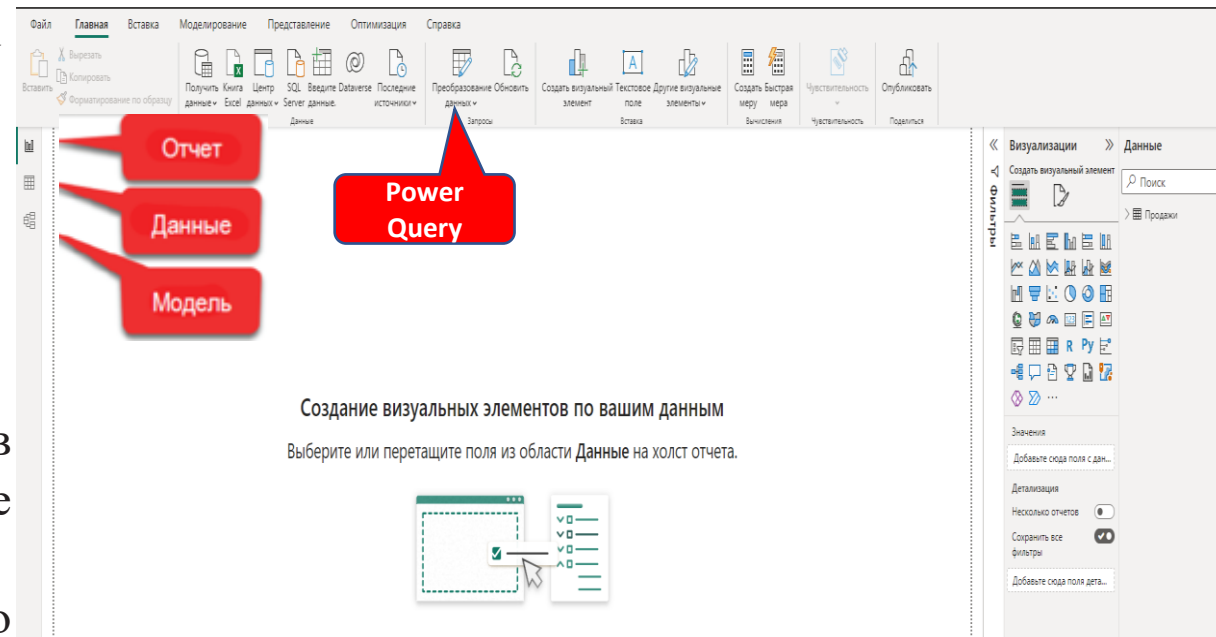 Файл Главная Вставка Моделирование Представление Оптимизация Справка
Вставить
Вырезать
Копировать
Форматирование по образцу
Получить данные
Книга Excel
Центр данных
SQL Server
Введите данные.
Dataverse
Последние источники
Данные
Преобразование данных
Обновить
Запросы
Создать визуальный элемент
Текстовое поле
Другие визуальные элементы
Вставка
Создать меру
Быстрая мера
Вычисления
Чувствительность
Чувствительность
Опубликовать
Поделиться
Отчет
Данные
Модель
Power
Query
Создание визуальных элементов по вашим данным
Выберите или перетащите поля из области Данные на холст отчета.
Фильтры
Визуализации
Создать визуальный элемент
R Py
Значения
Добавьте сюда поля с дан...
Детализация
Несколько отчетов
Сохранить все
фильтры
Добавьте сюда поля дета...
Данные
Поиск
Продажи
в
е
о